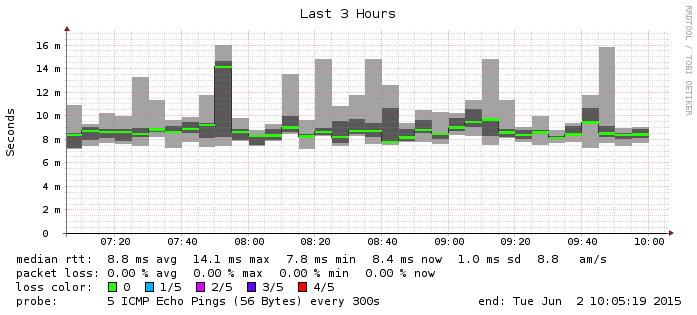 Last 3 Hours
RRDTOOL / TOBI OETIKER
Seconds
16 m
14 m
12 m
10 m
8 m
6 m
4 m
2 m
0
07:20 07:40 08:00 08:20 08:40 09:00 09:20 09:40 10:00
median rtt: 8.8 ms avg 14.1 ms max 7.8 ms min 8.4 ms now 1.0 ms sd 8.8 am/s
packet loss: 0.00 % avg 0.00 % max 0.00 % min 0.00 % now
loss color: 0 1/5 2/5 3/5 4/5
probe: 5 ICMP Echo Pings (56 Bytes) every 300s end: Tue Jun 2 10:05:19 2015